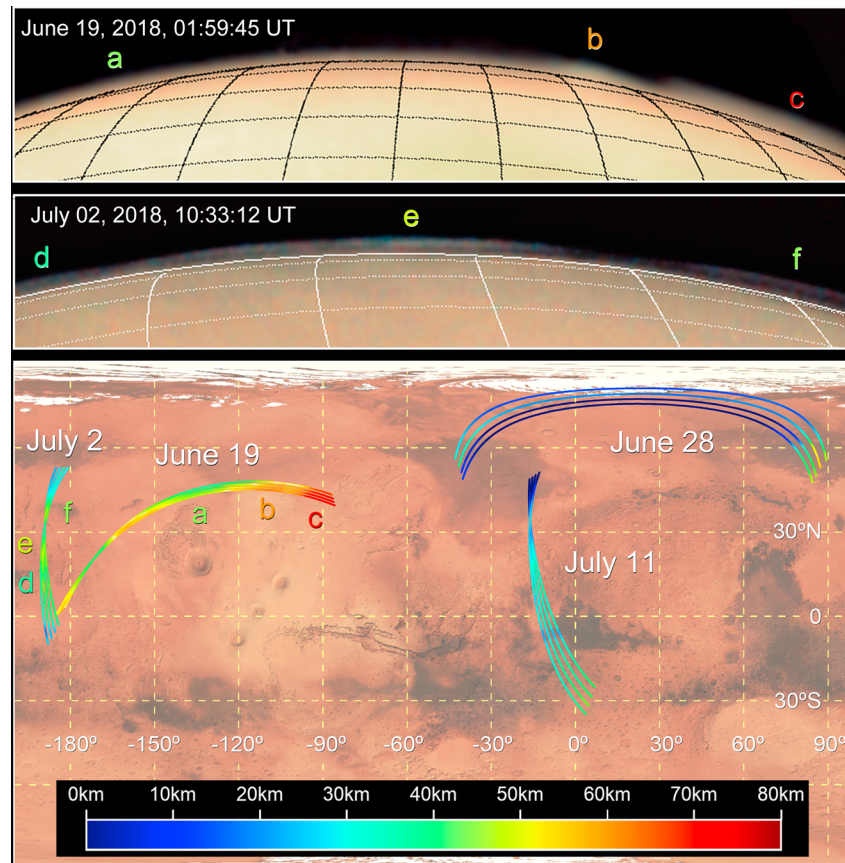 June 19, 2018, 01:59:45 UT
a
b
c
July 02, 2018, 10:33:12 UT
d
e
f
July 2
June 19
June 28
f
a
b
c
e
d
July 11
30ºN
0
30ºS
-180º -150º -120º -90º -60º -30º 0º 30º 60º 90º
0km 10km 20km 30km 40km 50km 60km 70km 80km